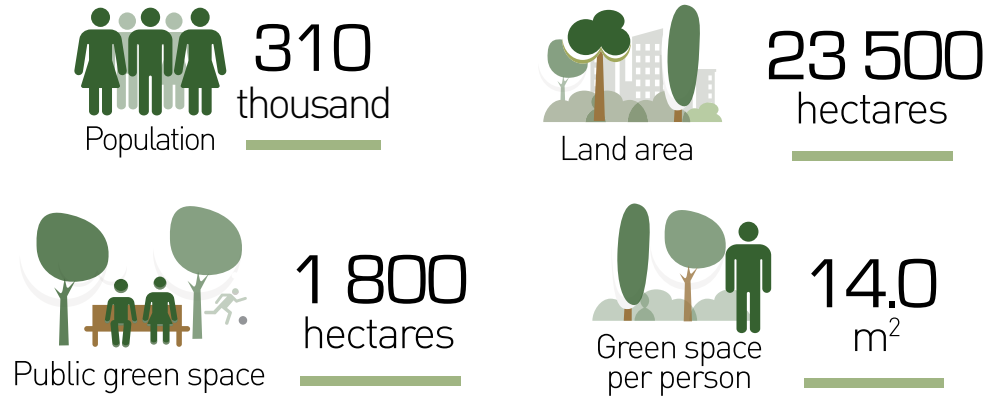 310
thousand
Population
23 500
hectares
Land area
1 800
hectares
Public green space
14.0
m²
Green space
per person